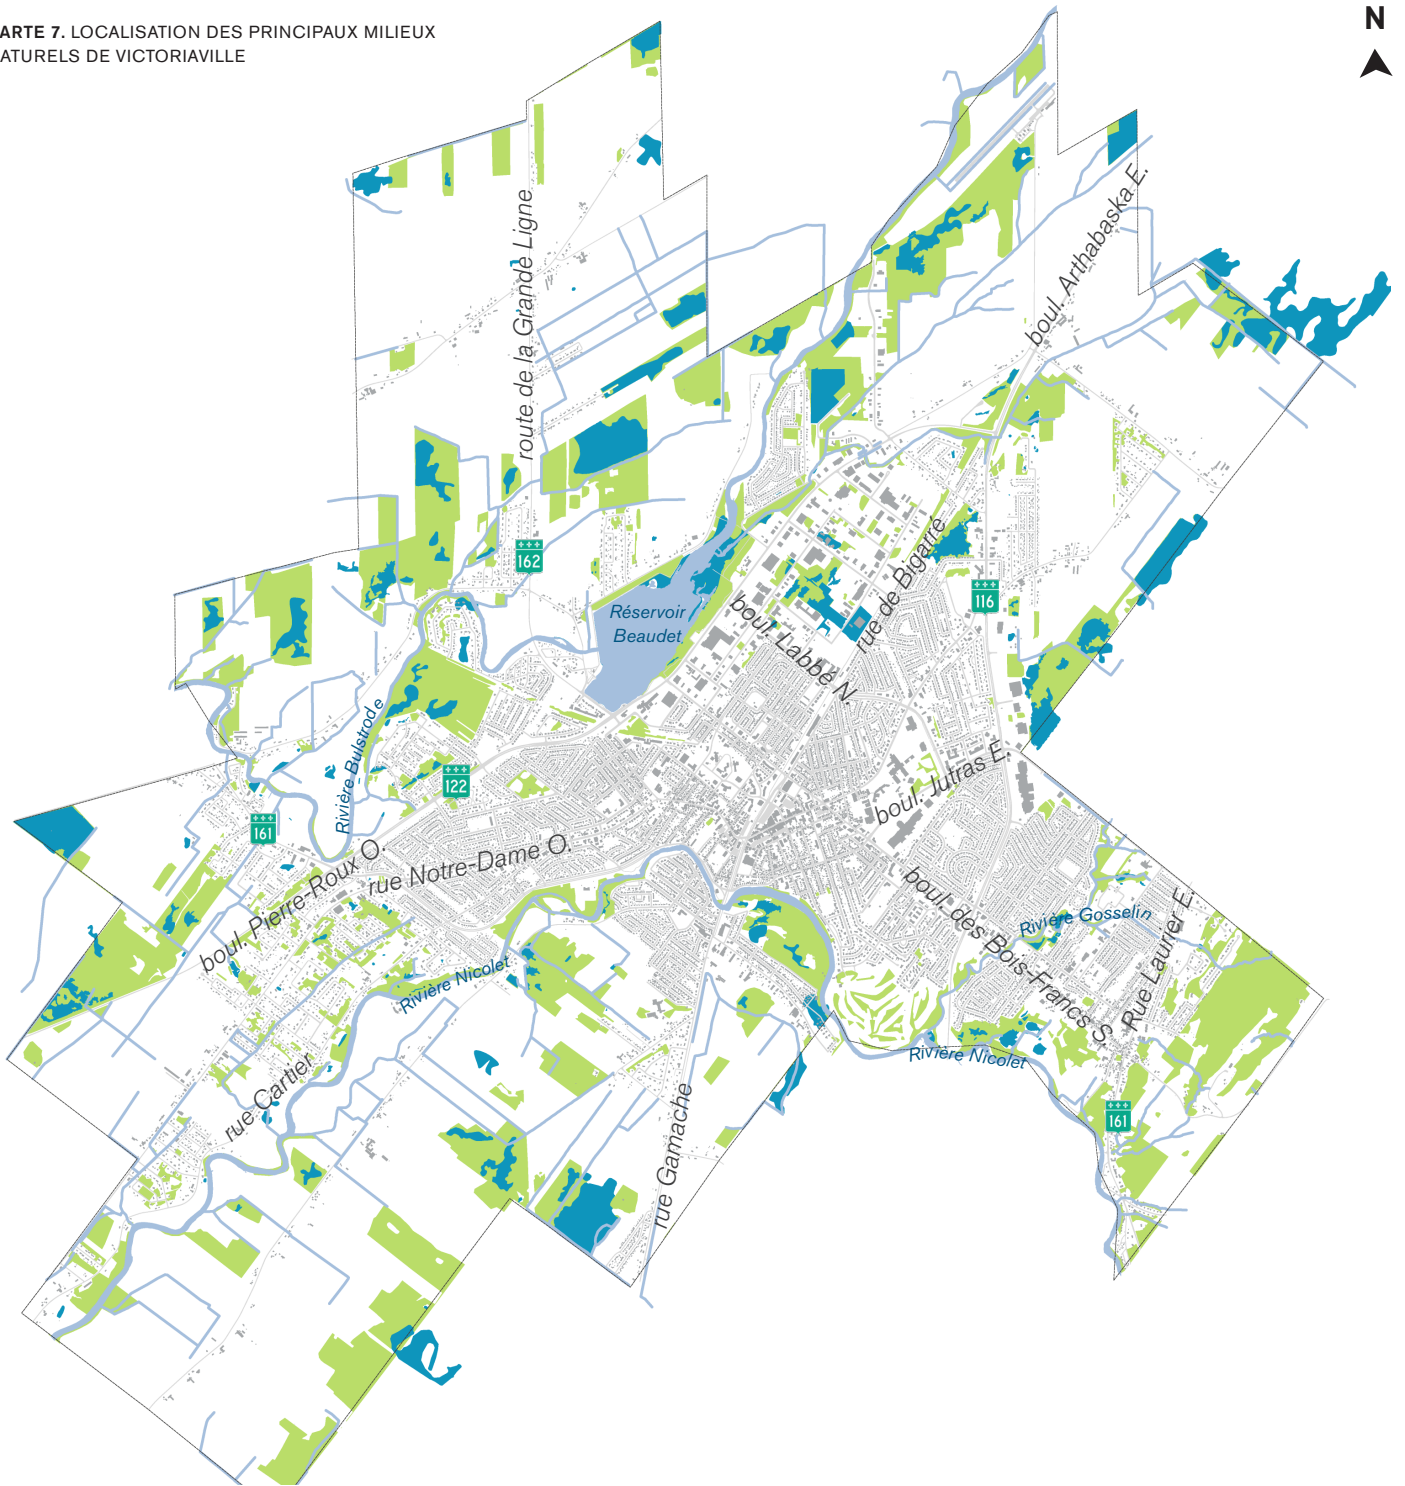 ARTE 7. LOCALISATION DES PRINCIPAUX MILIEUX
ATURELS DE VICTORIAVILLE
N
boul. Arthabaska E.
route de la Grande Ligne
162
116
rue de Bigarré
Réservoir
Beaudet
boul. Labbé N.
Rivière Bulstrode
122
161
boul. Jutras E.
boul. Pierre-Roux O.
rue Notre-Dame O.
boul. des Bois-Francs S.
Rivière Gosselin
Rue Laurier E.
Rivière Nicolet
Rivière Nicolet
rue Cartier
rue Gamache
161